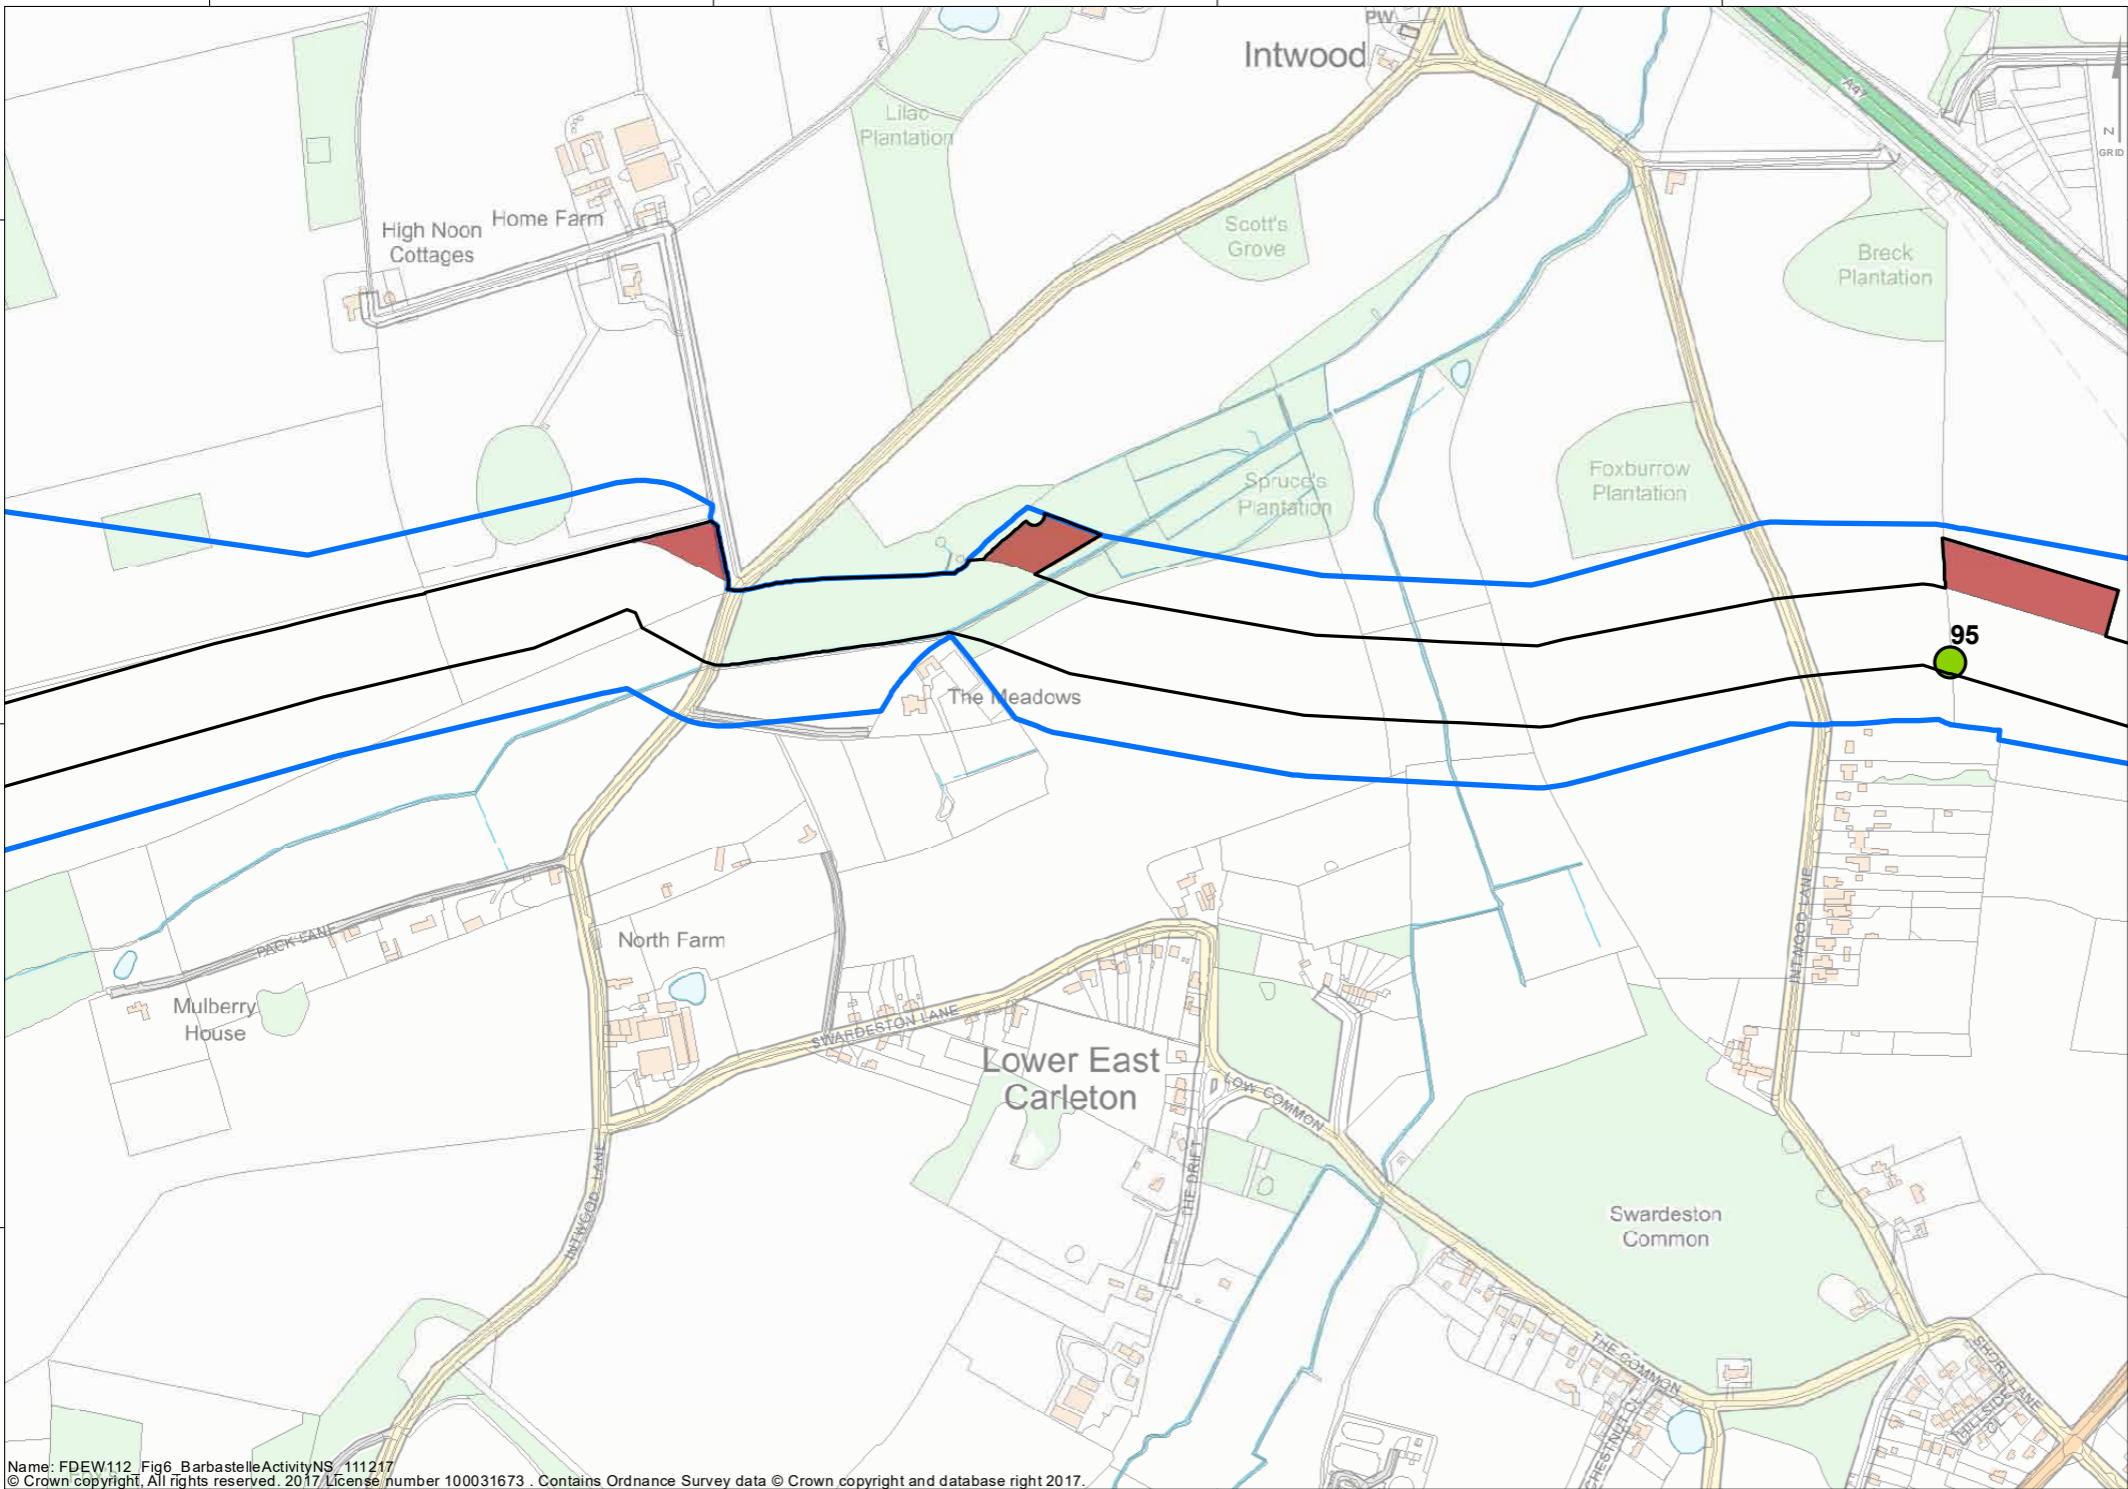 PW
Intwood
A47
N
GRID
Lilac
Plantation
High Noon
Cottages
Home Farm
Scott's
Grove
Breck
Plantation
Spruce's
Plantation
Foxburrow
Plantation
95
The Meadows
PACK LANE
North Farm
Mulberry
House
SWARDESTON LANE
INTWOOD LANE
Lower East
Carleton
LOW COMMON
THE DRIFT
INTWOOD LANE
Swardeston
Common
THE COMMON
SHORT LANE
HILLSIDE
CL
CHESTNUT CL
Name: FDEW112_Fig6_BarbastelleActivityNS_111217
© Crown copyright, All rights reserved. 2017 License number 100031673 . Contains Ordnance Survey data © Crown copyright and database right 2017.